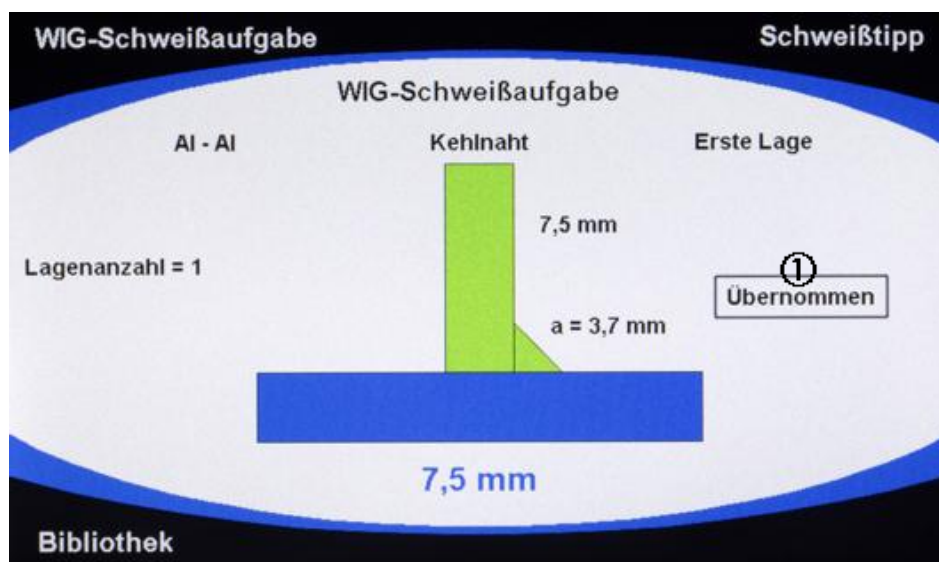 WIG-Schweißaufgabe
Schweißtipp
WIG-Schweißaufgabe
Al - Al
Kehlnaht
Erste Lage
7,5 mm
Lagenanzahl = 1
①
Übernommen
a = 3,7 mm
7,5 mm
Bibliothek